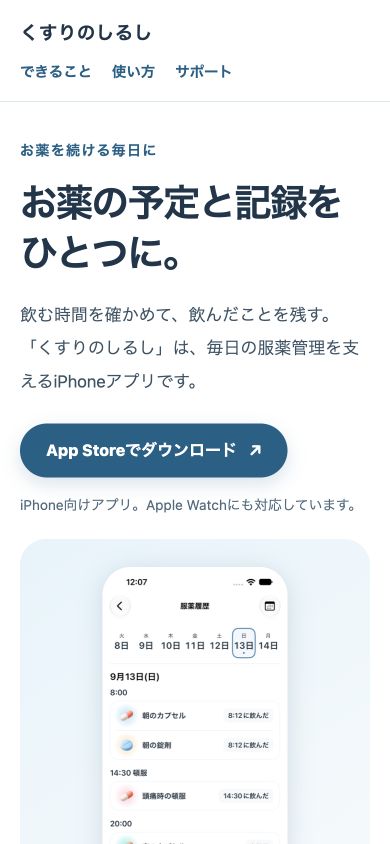 くすりのしるし
できること 使い方 サポート
お薬を続ける毎日に
お薬の予定と記録を
ひとつに。
飲む時間を確かめて、飲んだことを残す。
「くすりのしるし」は、毎日の服薬管理を支
えるiPhoneアプリです。
App Storeでダウンロード ↗
iPhone向けアプリ。Apple Watchにも対応しています。
12:07
服薬履歴
火 水 木 金 土 日 月
8日 9日 10日 11日 12日 13日 14日
9月13日(日)
8:00
朝のカプセル 8:12に飲んだ
朝の錠剤 8:12に飲んだ
14:30 頓服
頭痛時の頓服 14:30に飲んだ
20:00